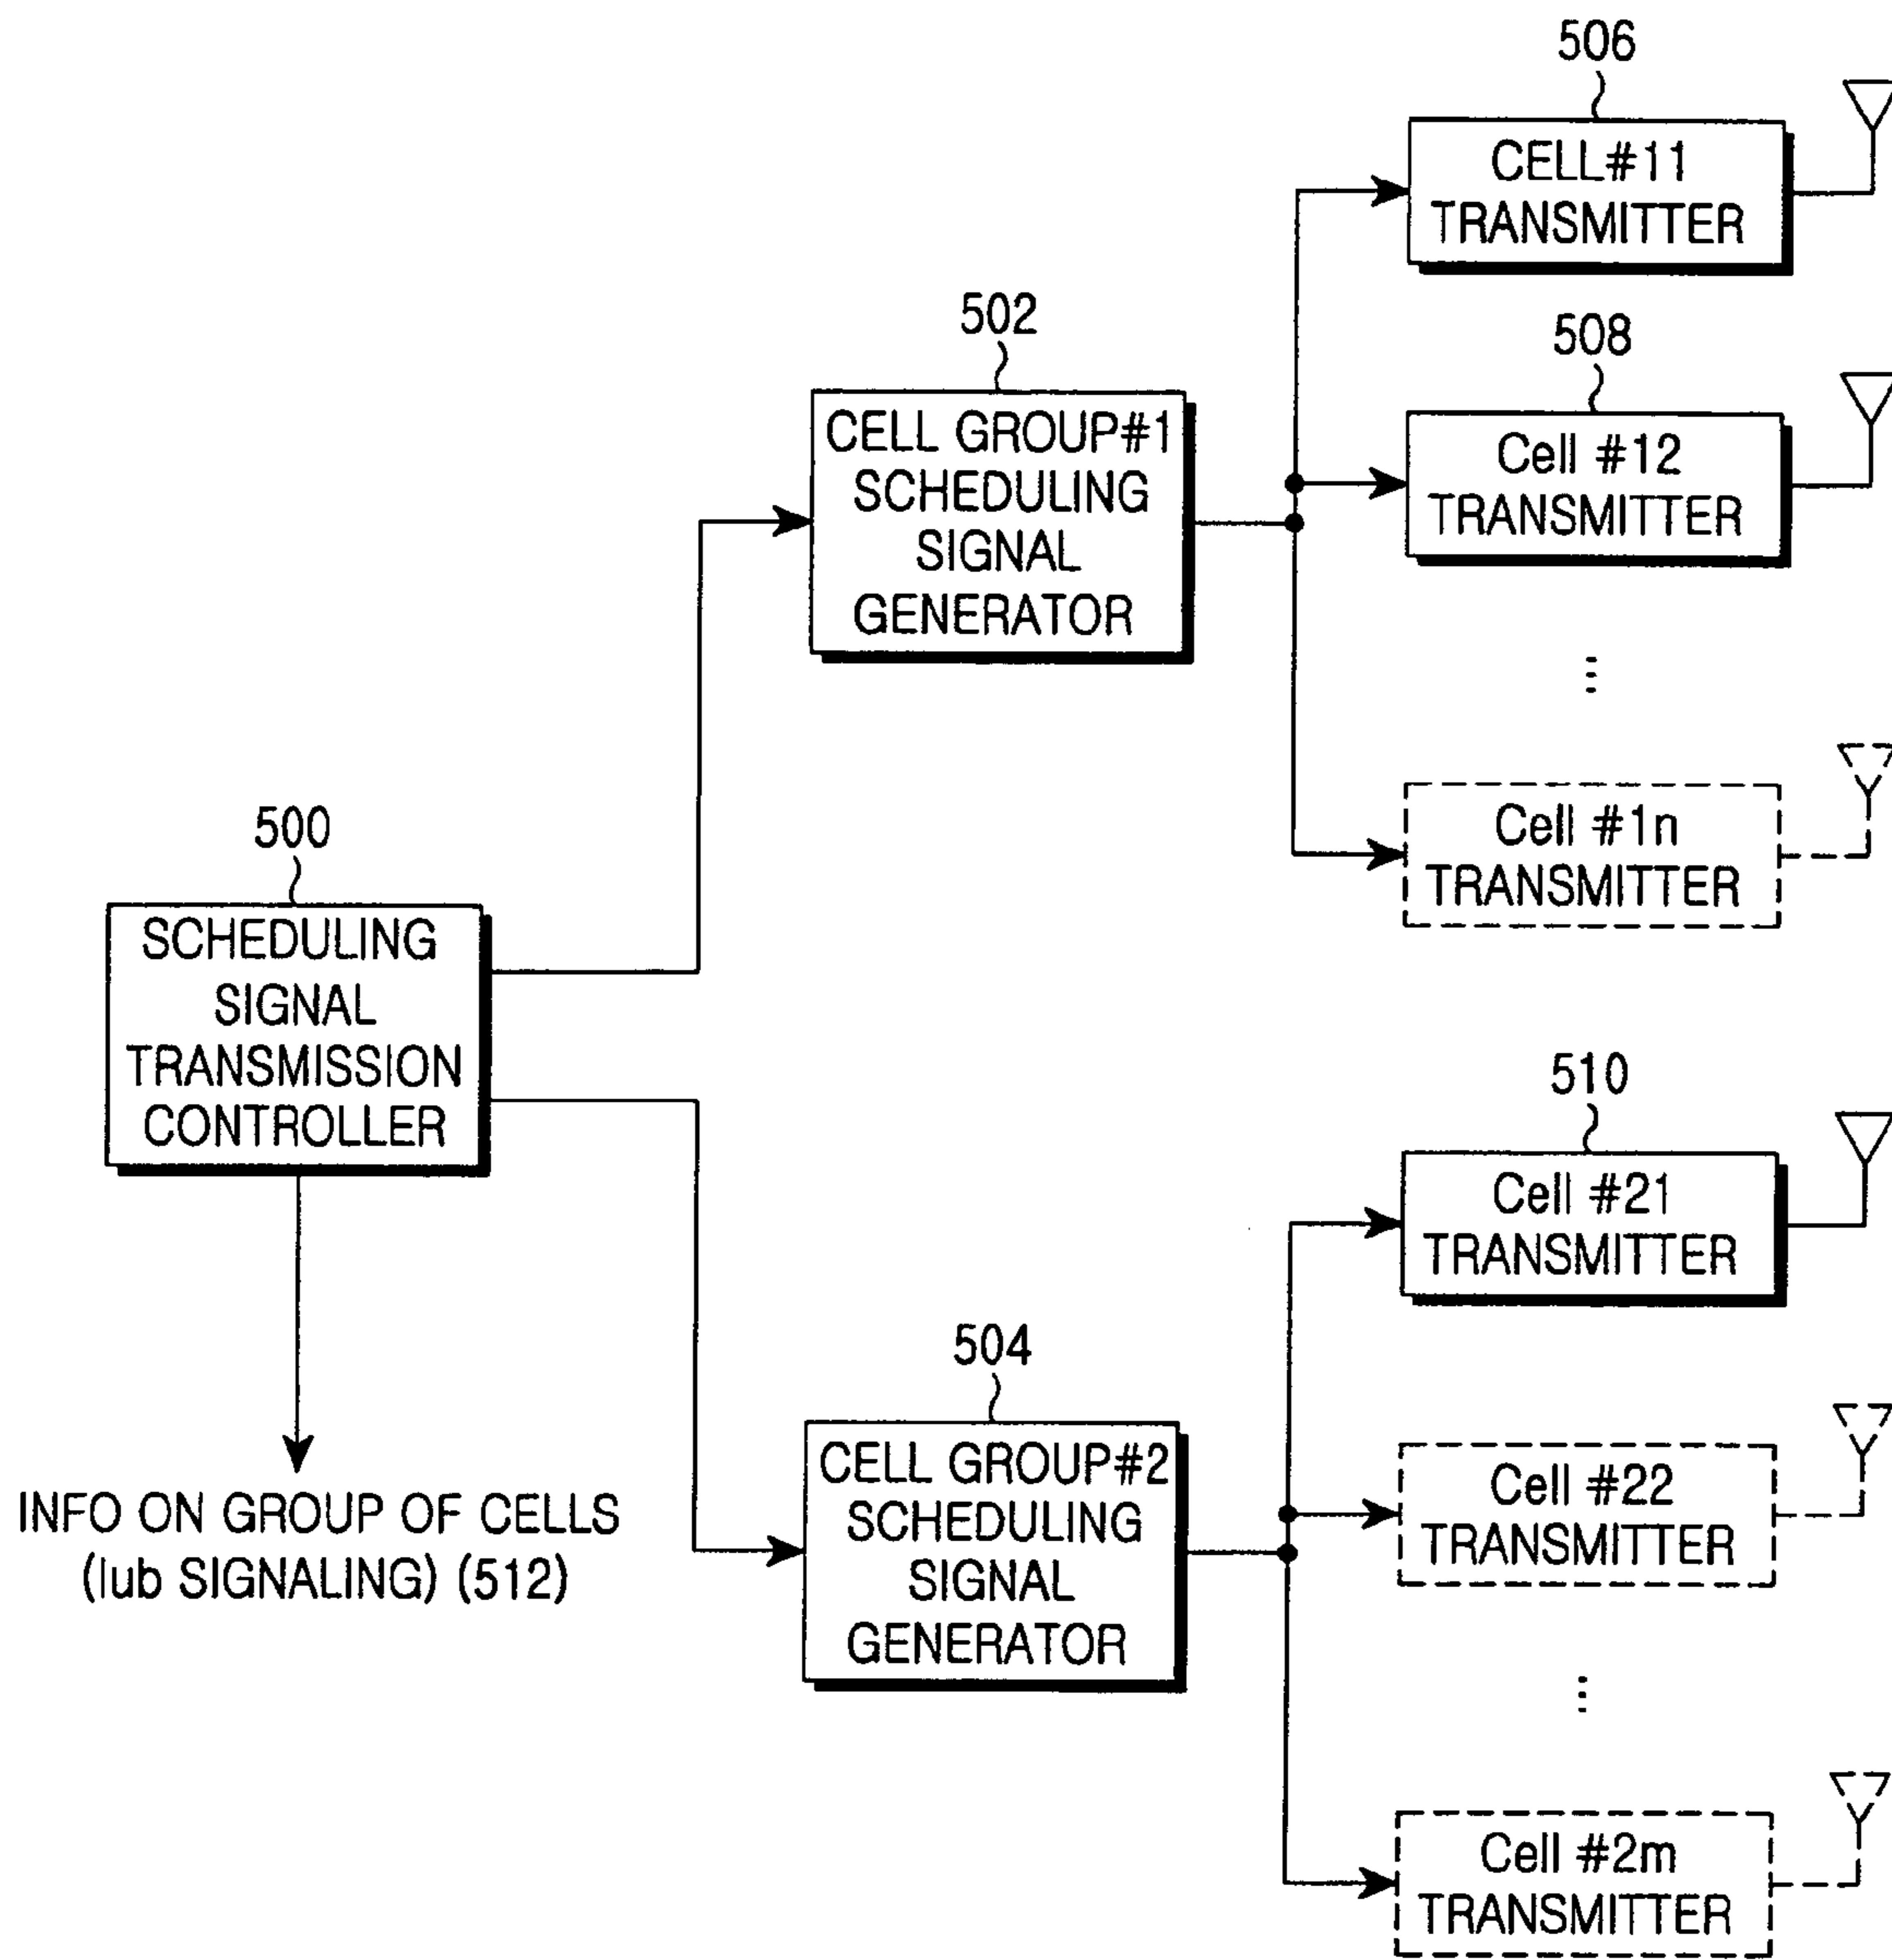 506
CELL#11
TRANSMITTER
502
508
CELL GROUP#1
SCHEDULING
SIGNAL
GENERATOR
Cell #12
TRANSMITTER
...
500
Cell #1n
TRANSMITTER
SCHEDULING
SIGNAL
TRANSMISSION
CONTROLLER
510
Cell #21
TRANSMITTER
504
INFO ON GROUP OF CELLS
(Iub SIGNALING) (512)
CELL GROUP#2
SCHEDULING
SIGNAL
GENERATOR
Cell #22
TRANSMITTER
...
Cell #2m
TRANSMITTER